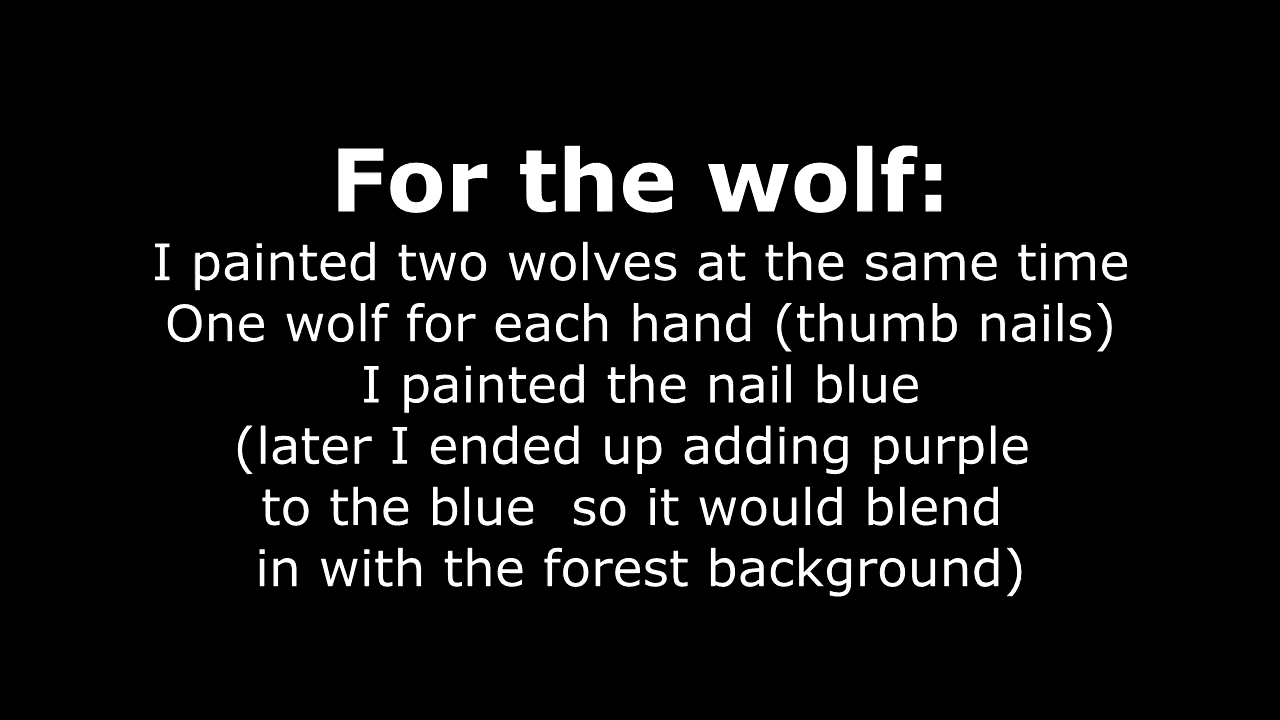 For the wolf:
I painted two wolves at the same time
One wolf for each hand (thumb nails)
I painted the nail blue
(later I ended up adding purple
to the blue  so it would blend
in with the forest background)